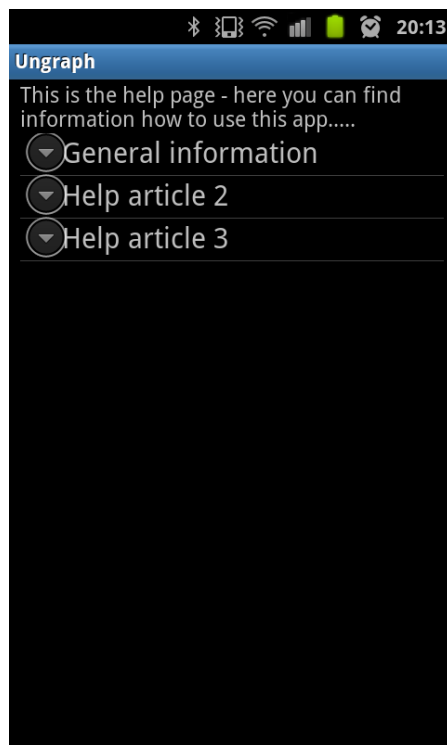 20:13
Ungraph
This is the help page - here you can find
information how to use this app.....
General information
Help article 2
Help article 3